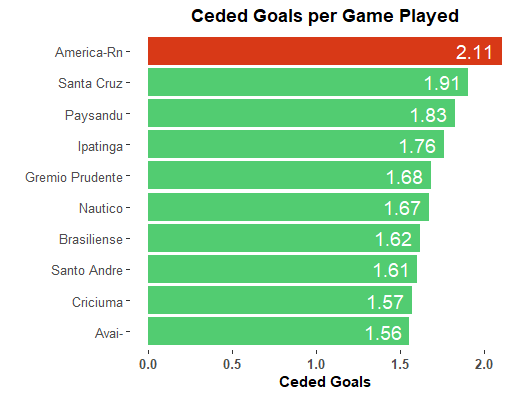 Ceded Goals per Game Played
America-Rn 2.11
Santa Cruz 1.91
Paysandu 1.83
Ipatinga 1.76
Gremio Prudente 1.68
Nautico 1.67
Brasiliense 1.62
Santo Andre 1.61
Criciuma 1.57
Avai- 1.56
0.0 0.5 1.0 1.5 2.0
Ceded Goals